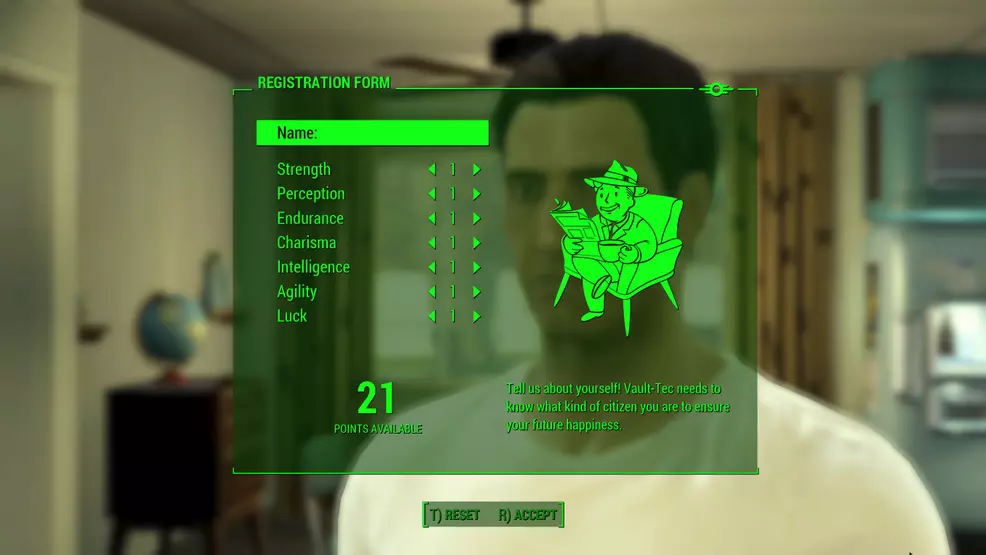 REGISTRATION FORM
Name:
Strength 1
Perception 1
Endurance 1
Charisma 1
Intelligence 1
Agility 1
Luck 1
21
POINTS AVAILABLE
Tell us about yourself! Vault-Tec needs to
know what kind of citizen you are to ensure
your future happiness.
T) RESET R) ACCEPT